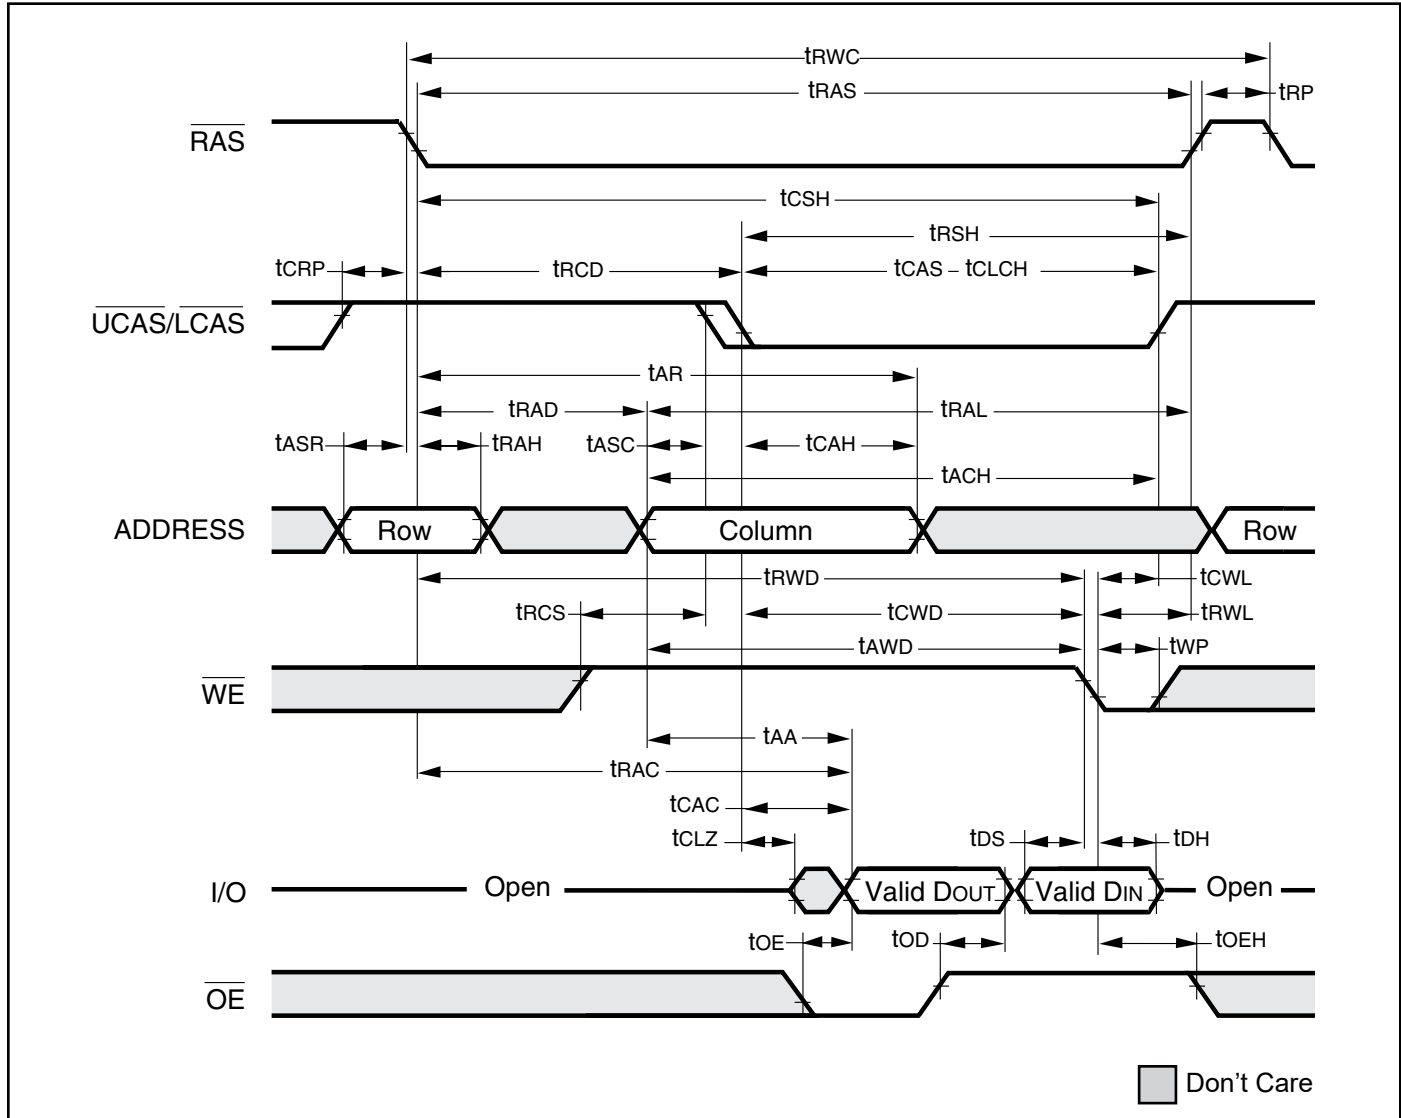 tRWC
tRAS
tRP
RAS
tCSH
tRSH
tCRP
tRCD
tCAS – tCLCH
UCAS/LCAS
tAR
tRAD
tRAL
tASR
tRAH
tASC
tCAH
tACH
ADDRESS
Row
Column
Row
tRWD
tCWL
tRCS
tCWD
tRWL
tAWD
tWP
WE
tAA
tRAC
tCAC
tCLZ
tDS
tDH
I/O
Open
Valid DOUT
Valid DIN
Open
tOE
tOD
tOEH
OE
Don't Care